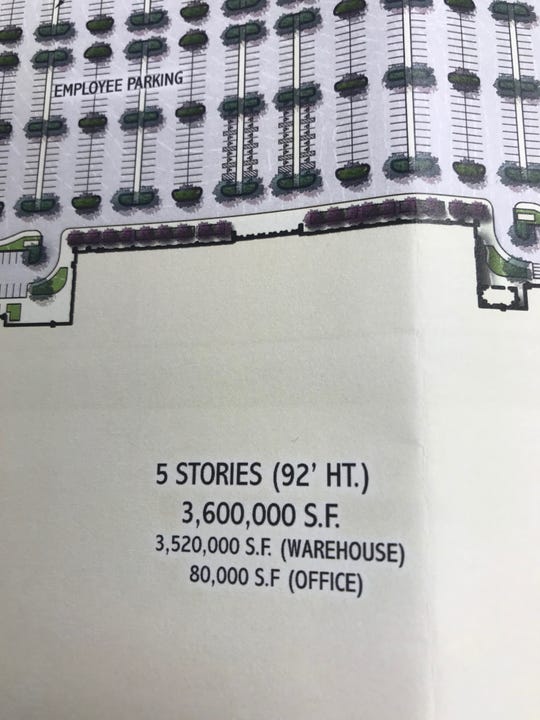 EMPLOYEE PARKING
5 STORIES (92' HT.)
3,600,000 S.F.
3,520,000 S.F. (WAREHOUSE)
80,000 S.F (OFFICE)